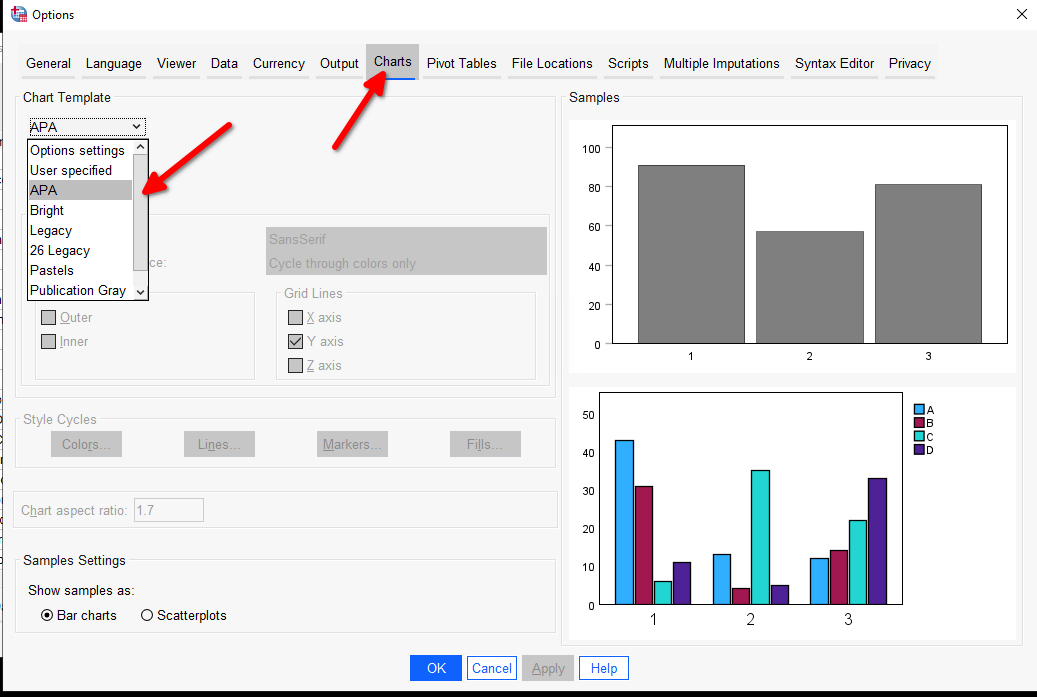 Options
General Language Viewer Data Currency Output Charts Pivot Tables File Locations Scripts Multiple Imputations Syntax Editor Privacy
Chart Template
APA
Options settings
User specified
APA
Bright
Legacy
26 Legacy
Pastels
Publication Gray
SansSerif
ce:
Cycle through colors only
Outer
Inner
Grid Lines
X axis
Y axis
Z axis
Style Cycles
Colors...
Lines...
Markers...
Fills...
Chart aspect ratio: 1.7
Samples Settings
Show samples as:
Bar charts
Scatterplots
Samples
100
80
60
40
20
0
1 2 3
50
40
30
20
10
0
1 2 3
A
B
C
D
OK
Cancel
Apply
Help